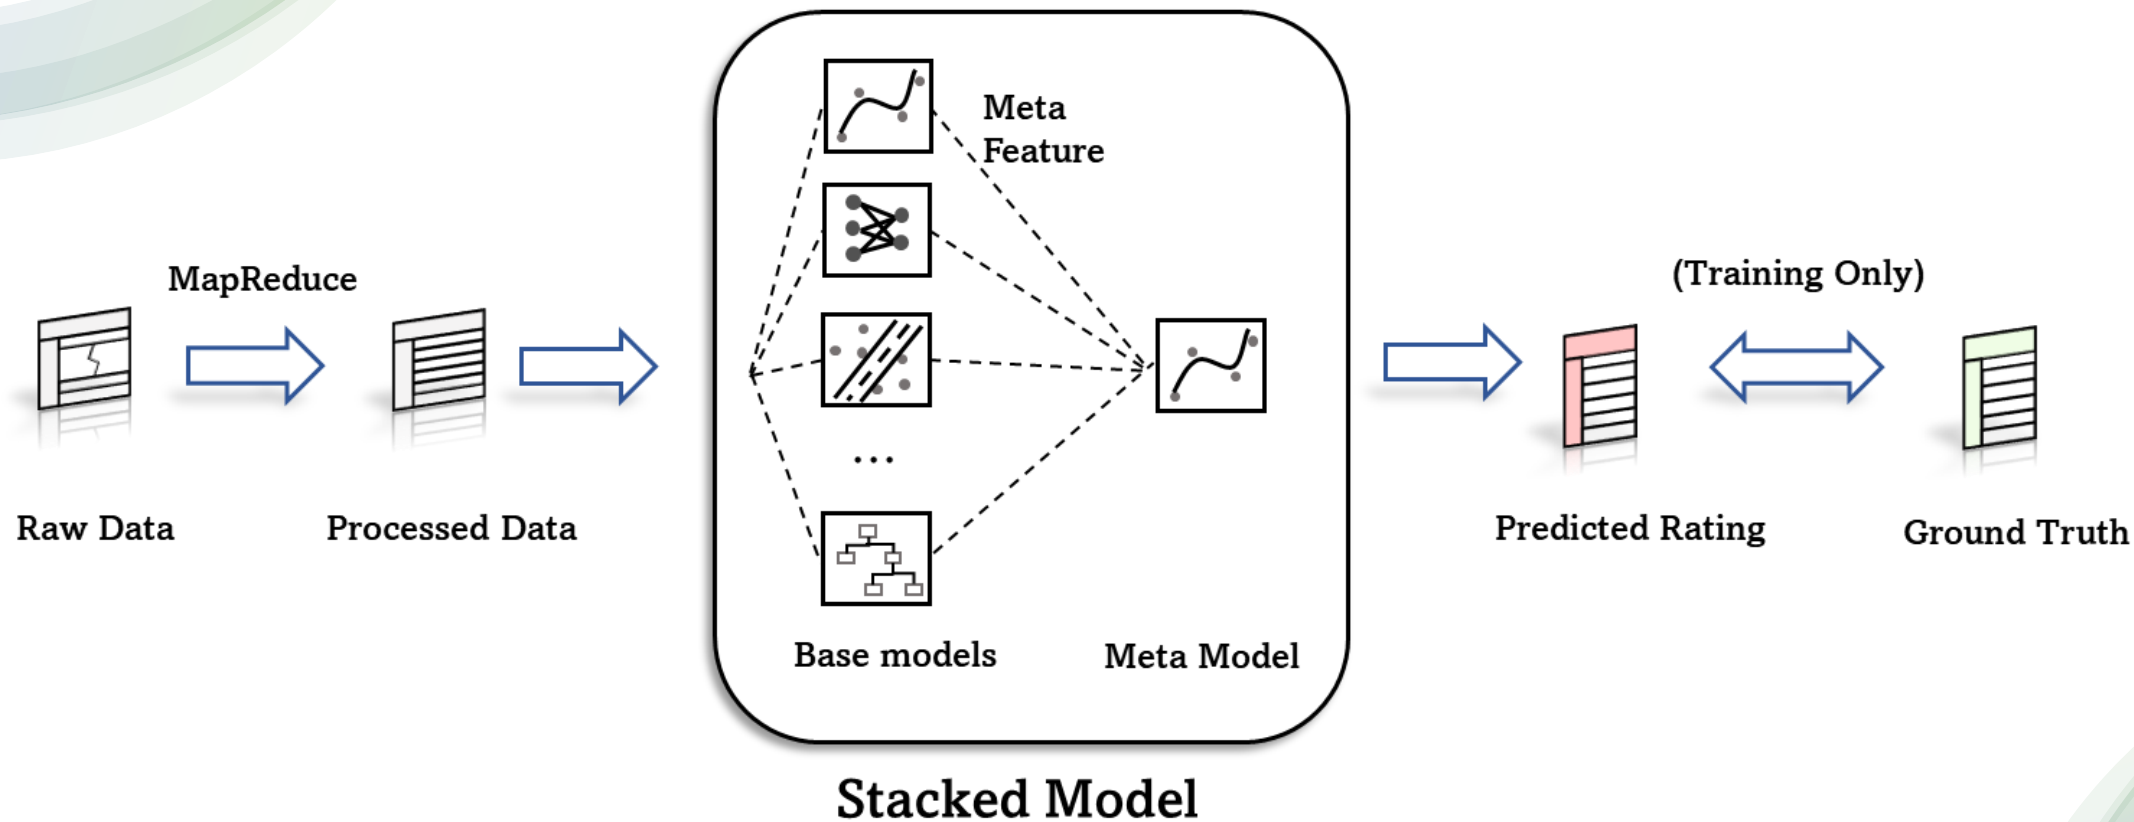 MapReduce
Raw Data
Processed Data
Meta
Feature
...
Base models
Meta Model
Stacked Model
(Training Only)
Predicted Rating
Ground Truth